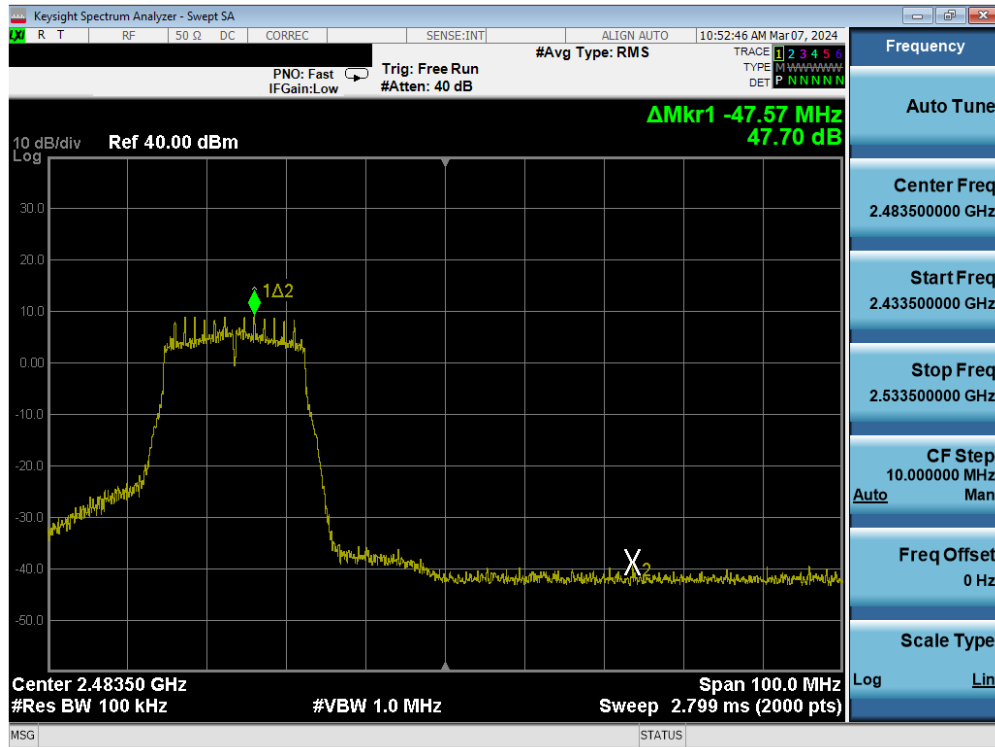 Keysight Spectrum Analyzer - Swept SA
LXI R T RF 50 Ω DC CORREC SENSE:INT ALIGN AUTO 10:52:46 AM Mar 07, 2024
PNO: Fast
IFGain:Low
Trig: Free Run
#Atten: 40 dB
#Avg Type: RMS
TRACE 1 2 3 4 5 6
TYPE M WWWWW
DET P N N N N N
ΔMkr1 -47.57 MHz
47.70 dB
10 dB/div Ref 40.00 dBm
Log
30.0
20.0
10.0
0.00
-10.0
-20.0
-30.0
-40.0
-50.0
1Δ2
X2
Center 2.48350 GHz Span 100.0 MHz
#Res BW 100 kHz #VBW 1.0 MHz Sweep 2.799 ms (2000 pts)
MSG STATUS
Frequency
Auto Tune
Center Freq
2.483500000 GHz
Start Freq
2.433500000 GHz
Stop Freq
2.533500000 GHz
CF Step
10.000000 MHz
Auto Man
Freq Offset
0 Hz
Scale Type
Log Lin